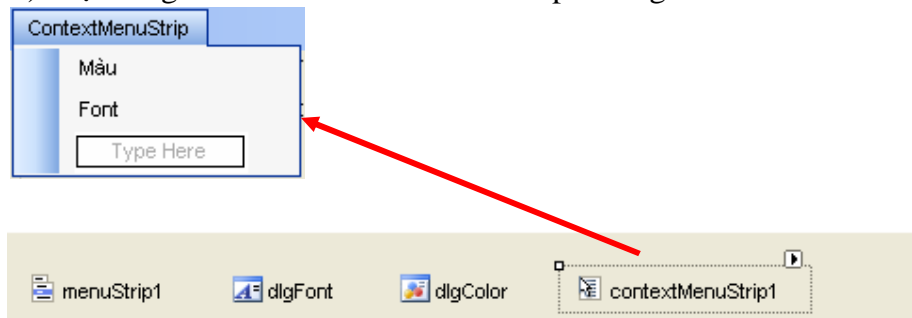 ContextMenuStrip
Màu
Font
Type Here
menuStrip1 dlgFont dlgColor contextMenuStrip1